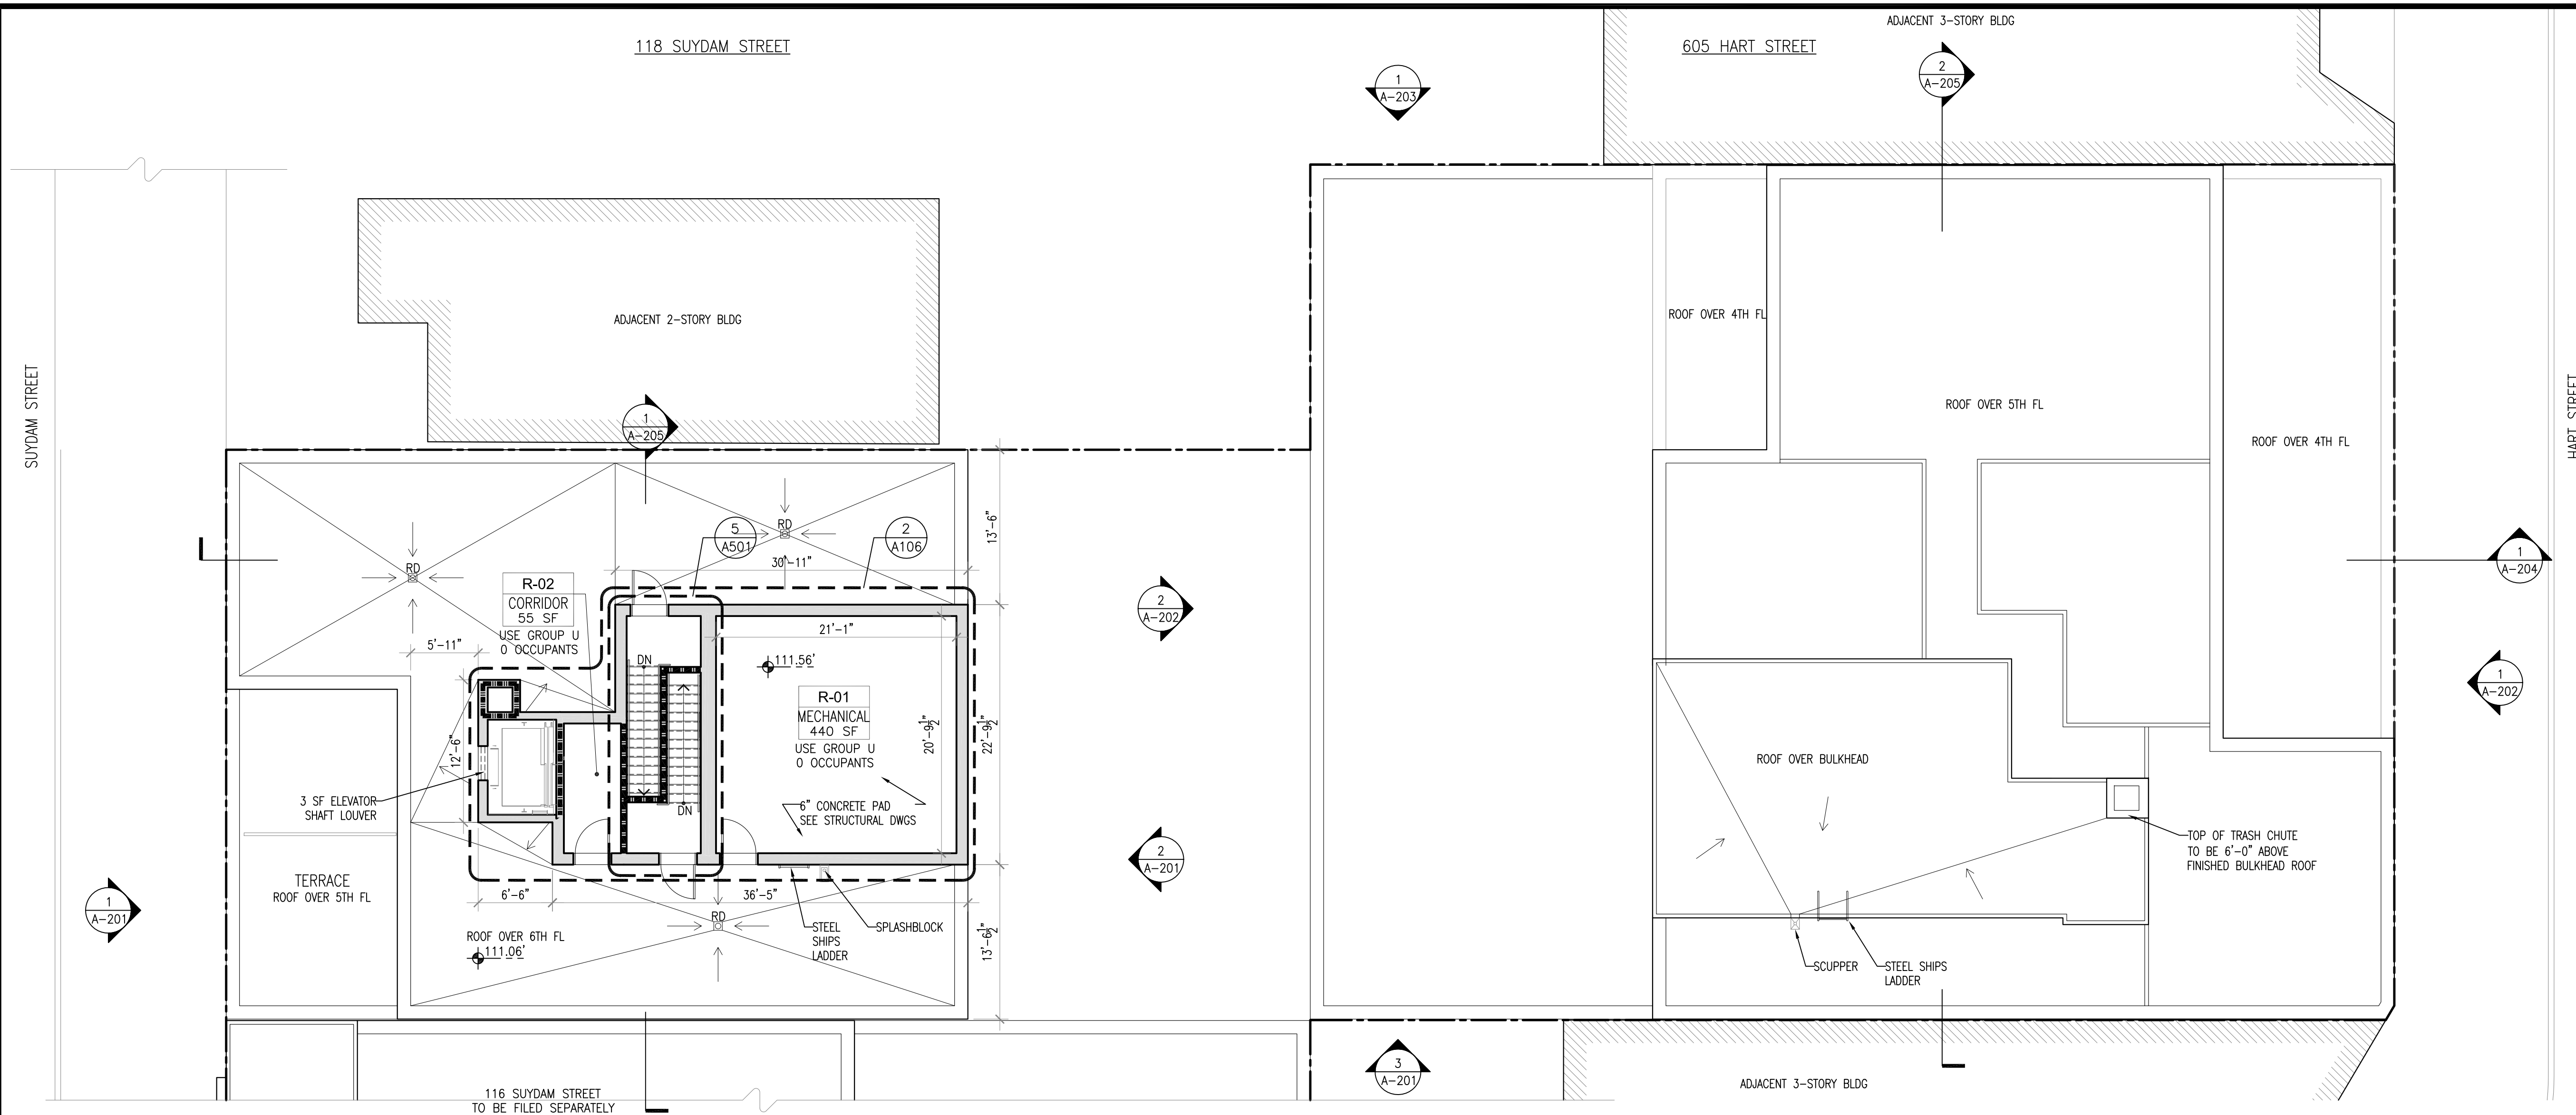 118 SUYDAM STREET
605 HART STREET
ADJACENT 3-STORY BLDG
1
A-203
2
A-205
SUYDAM STREET
ADJACENT 2-STORY BLDG
1
A-205
ROOF OVER 4TH FL
ROOF OVER 5TH FL
ROOF OVER 4TH FL
HART STREET
RD
RD
5
A501
2
A106
30'-11"
13'-6"
R-02
CORRIDOR
55 SF
USE GROUP U
0 OCCUPANTS
5'-11"
DN
21'-1"
111.56'
R-01
MECHANICAL
440 SF
USE GROUP U
0 OCCUPANTS
20'-9 1/2"
22'-9 1/2"
12'-6"
DN
6" CONCRETE PAD
SEE STRUCTURAL DWGS
3 SF ELEVATOR
SHAFT LOUVER
2
A-202
2
A-201
1
A-204
1
A-202
ROOF OVER BULKHEAD
TOP OF TRASH CHUTE
TO BE 6'-0" ABOVE
FINISHED BULKHEAD ROOF
TERRACE
ROOF OVER 5TH FL
1
A-201
6'-6"
36'-5"
RD
STEEL
SHIPS
LADDER
SPLASHBLOCK
13'-6 1/2"
ROOF OVER 6TH FL
111.06'
SCUPPER
STEEL SHIPS
LADDER
3
A-201
ADJACENT 3-STORY BLDG
116 SUYDAM STREET
TO BE FILED SEPARATELY